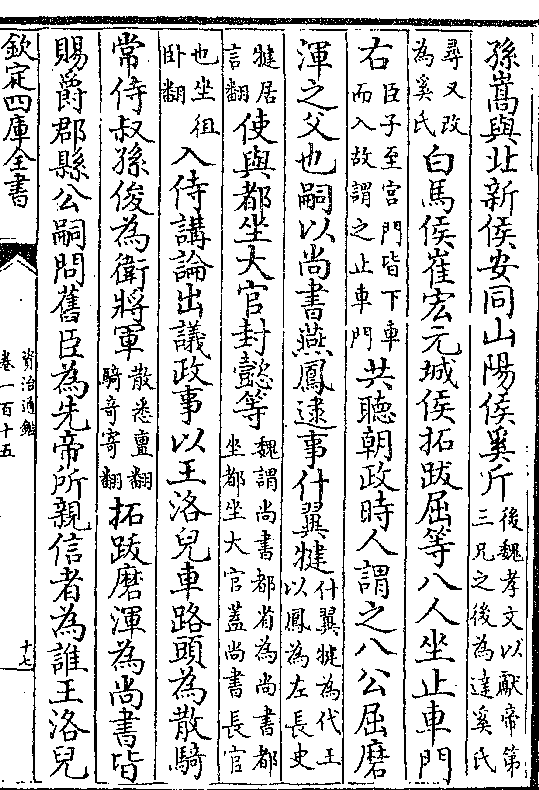 孫嵩與北新侯安同山陽侯奚斤後魏孝文以獻帝第三兄之後為達奚氏
尋又改為奚氏白馬侯崔宏元城侯拓跋屈等八人坐止車門
右臣子至宮門皆下車而入故謂之止車門共聽朝政時人謂之八公屈磨
渾之父也嗣以尚書燕鳳逮事什翼犍什翼犍為代王以鳳為左長史
犍居言翻使與都坐大官封懿等魏謂尚書都省為尚書都坐都坐大官蓋尚書長官
也坐徂卧翻入侍講論出議政事以王洛兒車路頭為散騎
常侍叔孫俊為衛將軍散悉亶翻騎奇寄翻拓跋磨渾為尚書皆
賜爵郡縣公嗣問舊臣為先帝所親信者為誰王洛兒
欽定四庫全書
資治通鑑
卷一百十五
十七